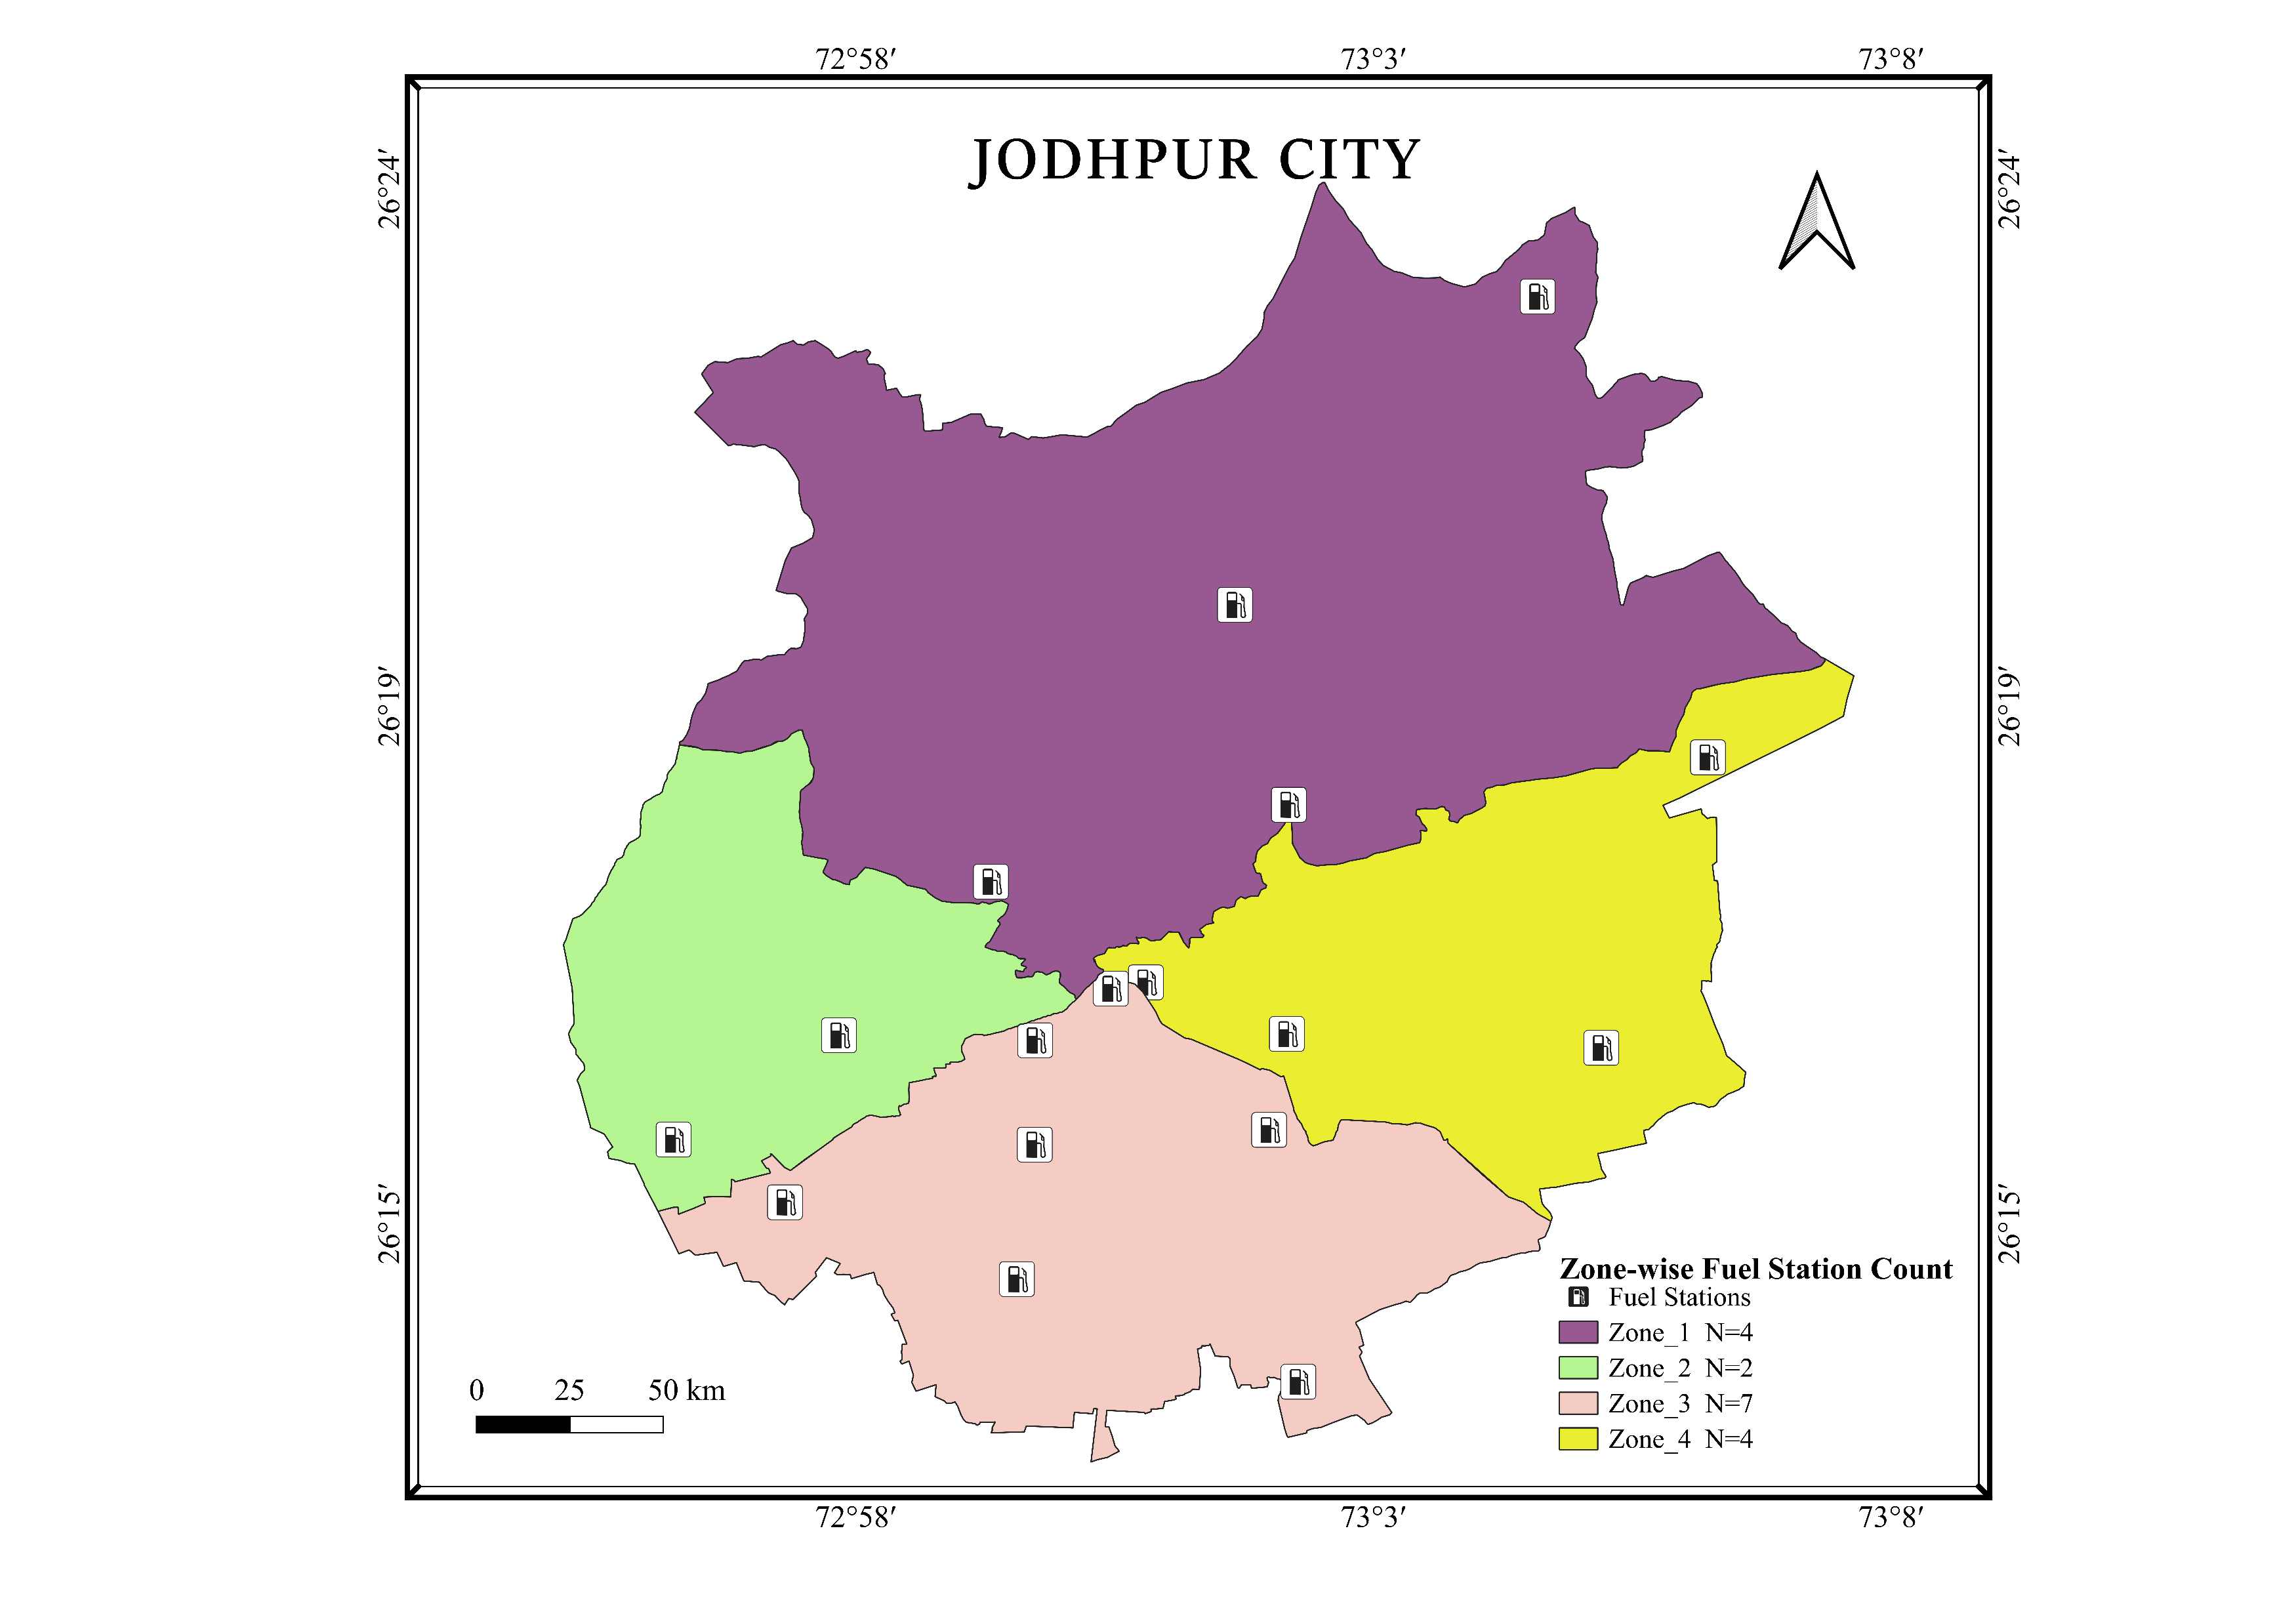 72°58′ 73°3′ 73°8′
JODHPUR CITY
26°24′ 26°24′
26°19′ 26°19′
26°15′ 26°15′
Zone-wise Fuel Station Count
Fuel Stations
Zone_1 N=4
Zone_2 N=2
Zone_3 N=7
Zone_4 N=4
0 25 50 km
72°58′ 73°3′ 73°8′